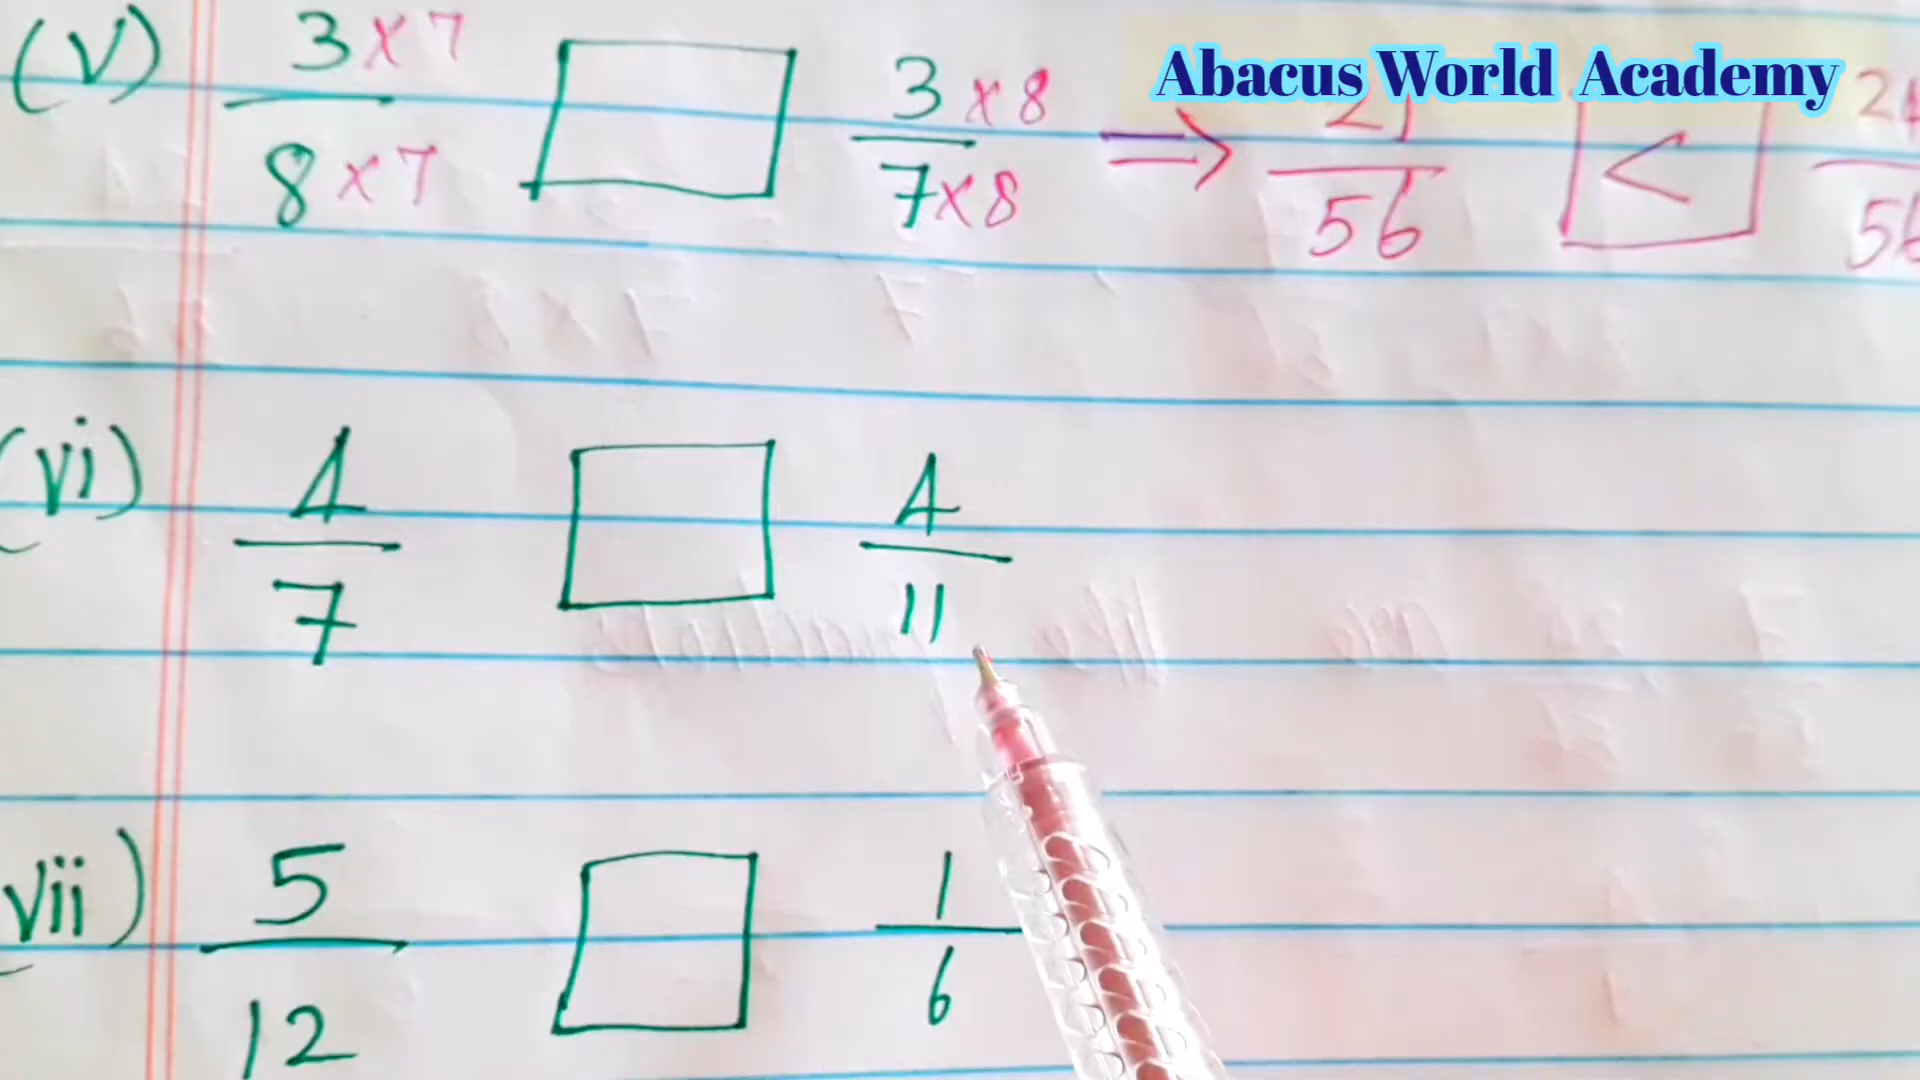 Abacus World Academy
(v) 3×7/8×7 □ 3×8/7×8 ⇒ 21/56 < 24/56
(vi) 4/7 □ 4/11
vii) 5/12 □ 1/6